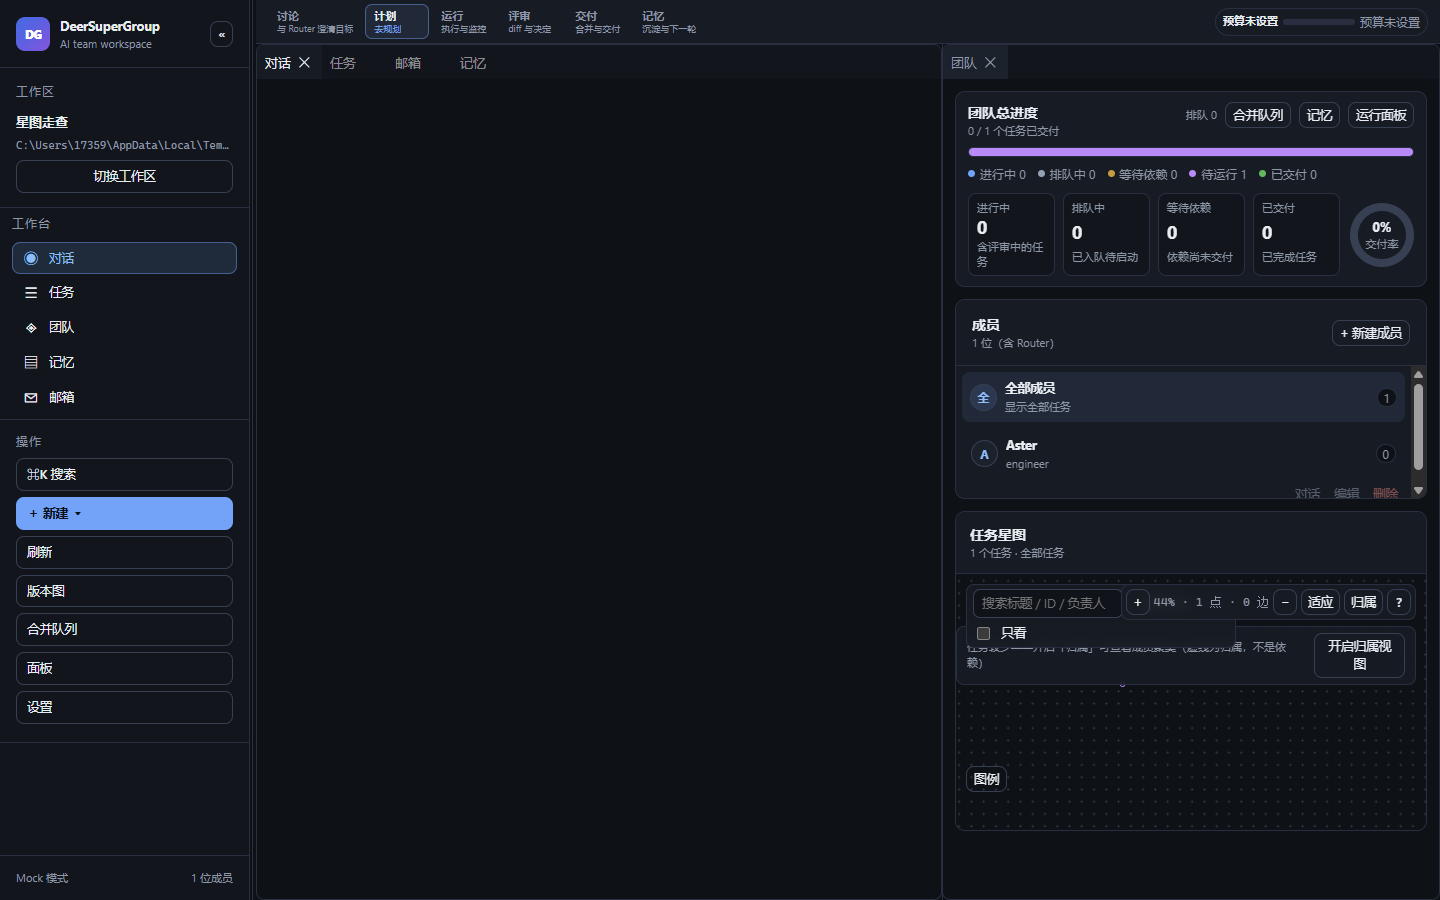 DG
DeerSuperGroup
AI team workspace
«
工作区
星图走查
C:\Users\17359\AppData\Local\Tem…
切换工作区
工作台
对话
任务
团队
记忆
邮箱
操作
⌘K 搜索
+ 新建
刷新
版本图
合并队列
面板
设置
Mock 模式
1 位成员
讨论
与 Router 澄清目标
计划
去规划
运行
执行与监控
评审
diff 与决定
交付
合并与交付
记忆
沉淀与下一轮
预算未设置
预算未设置
对话
任务
邮箱
记忆
团队
团队总进度
0 / 1 个任务已交付
排队 0
合并队列
记忆
运行面板
进行中 0
排队中 0
等待依赖 0
待运行 1
已交付 0
进行中
0
含评审中的任
务
排队中
0
已入队待启动
等待依赖
0
依赖尚未交付
已交付
0
已完成任务
0%
交付率
成员
1 位（含 Router）
+ 新建成员
全
全部成员
显示全部任务
1
A
Aster
engineer
0
对话
编辑
删除
任务星图
1 个任务 · 全部任务
搜索标题 / ID / 负责人
+
44% · 1 点 · 0 边
−
适应
归属
?
只看
不是依
赖）
开启归属视
图
图例